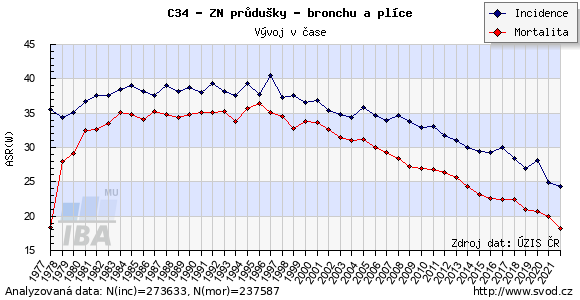 C34 - ZN průdušky - bronchu a plíce
Vývoj v čase
Incidence
Mortalita
ASR(W)
45
40
35
30
25
20
15
MU
IBA
Zdroj dat: ÚZIS ČR
1977 1978 1979 1980 1981 1982 1983 1984 1985 1986 1987 1988 1989 1990 1991 1992 1993 1994 1995 1996 1997 1998 1999 2000 2001 2002 2003 2004 2005 2006 2007 2008 2009 2010 2011 2012 2013 2014 2015 2016 2017 2018 2019 2020 2021
Analyzovaná data: N(inc)=273633, N(mor)=237587
http://www.svod.cz